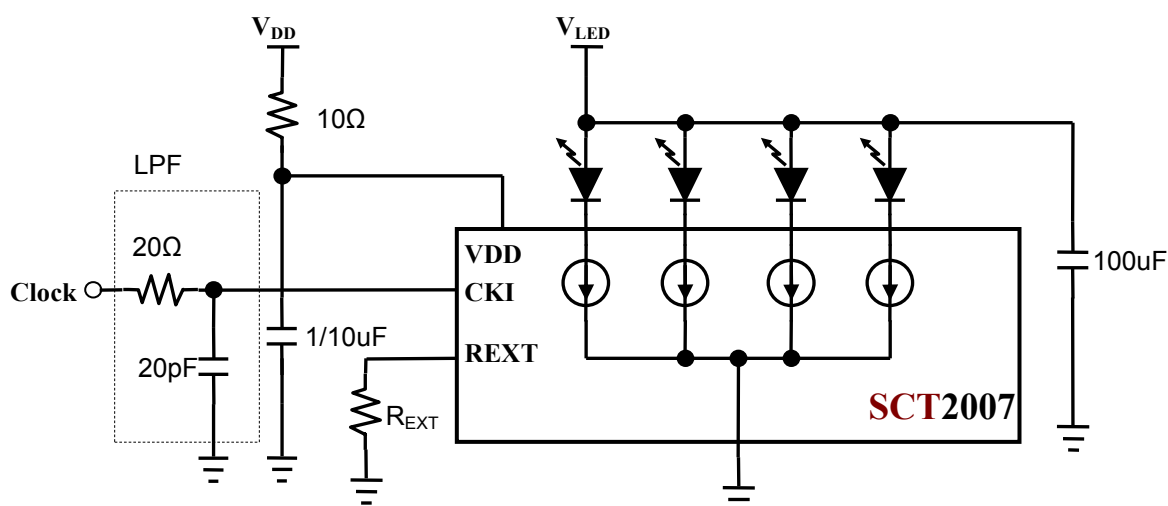 VDD
VLED
10Ω
LPF
20Ω
VDD
100uF
Clock
CKI
1/10uF
REXT
20pF
REXT
SCT2007